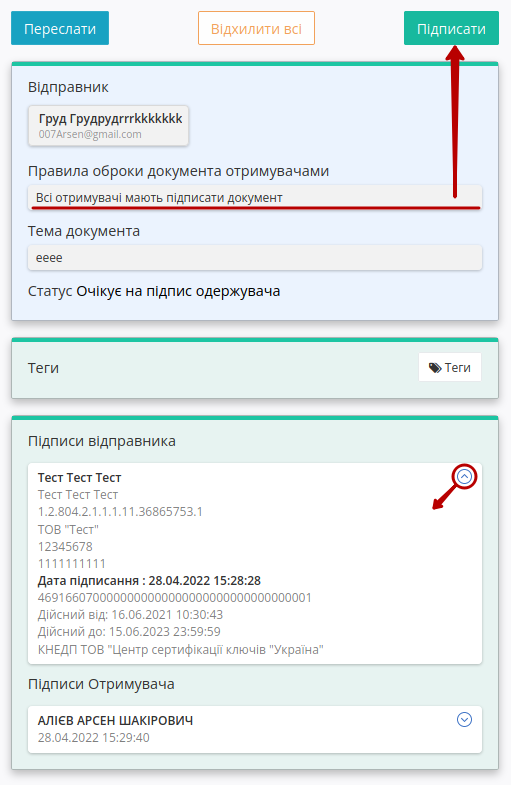 Переслати
Відхилити всі
Підписати
Відправник
Груд Грудрудrrrkkkkkkk
007Arsen@gmail.com
Правила оброки документа отримувачами
Всі отримувачі мають підписати документ
Тема документа
еееe
Статус Очікує на підпис одержувача
Теги
Теги
Підписи відправника
Тест Тест Тест
Тест Тест Тест
1.2.804.2.1.1.1.11.36865753.1
ТОВ "Тест"
12345678
1111111111
Дата підписання : 28.04.2022 15:28:28
4691660700000000000000000000000000000001
Дійсний від: 16.06.2021 10:30:43
Дійсний до: 15.06.2023 23:59:59
КНЕДП ТОВ "Центр сертифікації ключів "Україна"
Підписи Отримувача
АЛІЄВ АРСЕН ШАКІРОВИЧ
28.04.2022 15:29:40